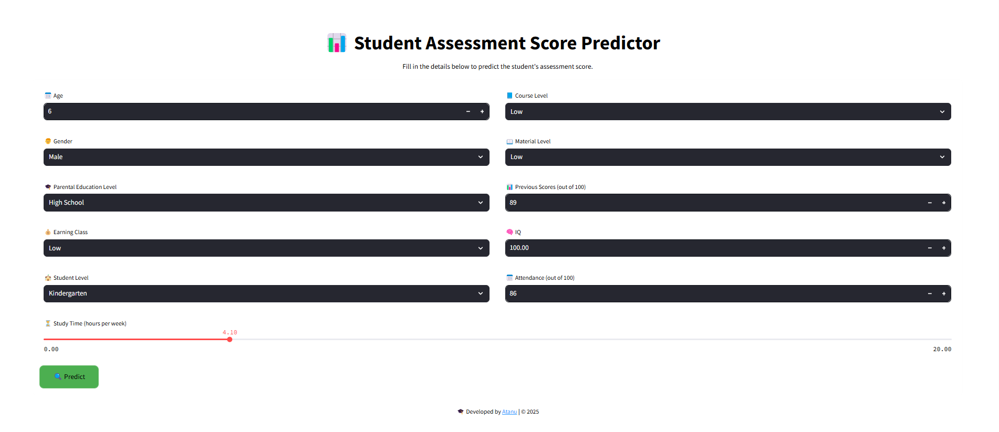 Student Assessment Score Predictor
Fill in the details below to predict the student's assessment score.
Age
6
Gender
Male
Parental Education Level
High School
Earning Class
Low
Student Level
Kindergarten
Course Level
Low
Material Level
Low
Previous Scores (out of 100)
89
IQ
100.00
Attendance (out of 100)
86
Study Time (hours per week)
4.10
0.00 20.00
Predict
Developed by Atanu | © 2025